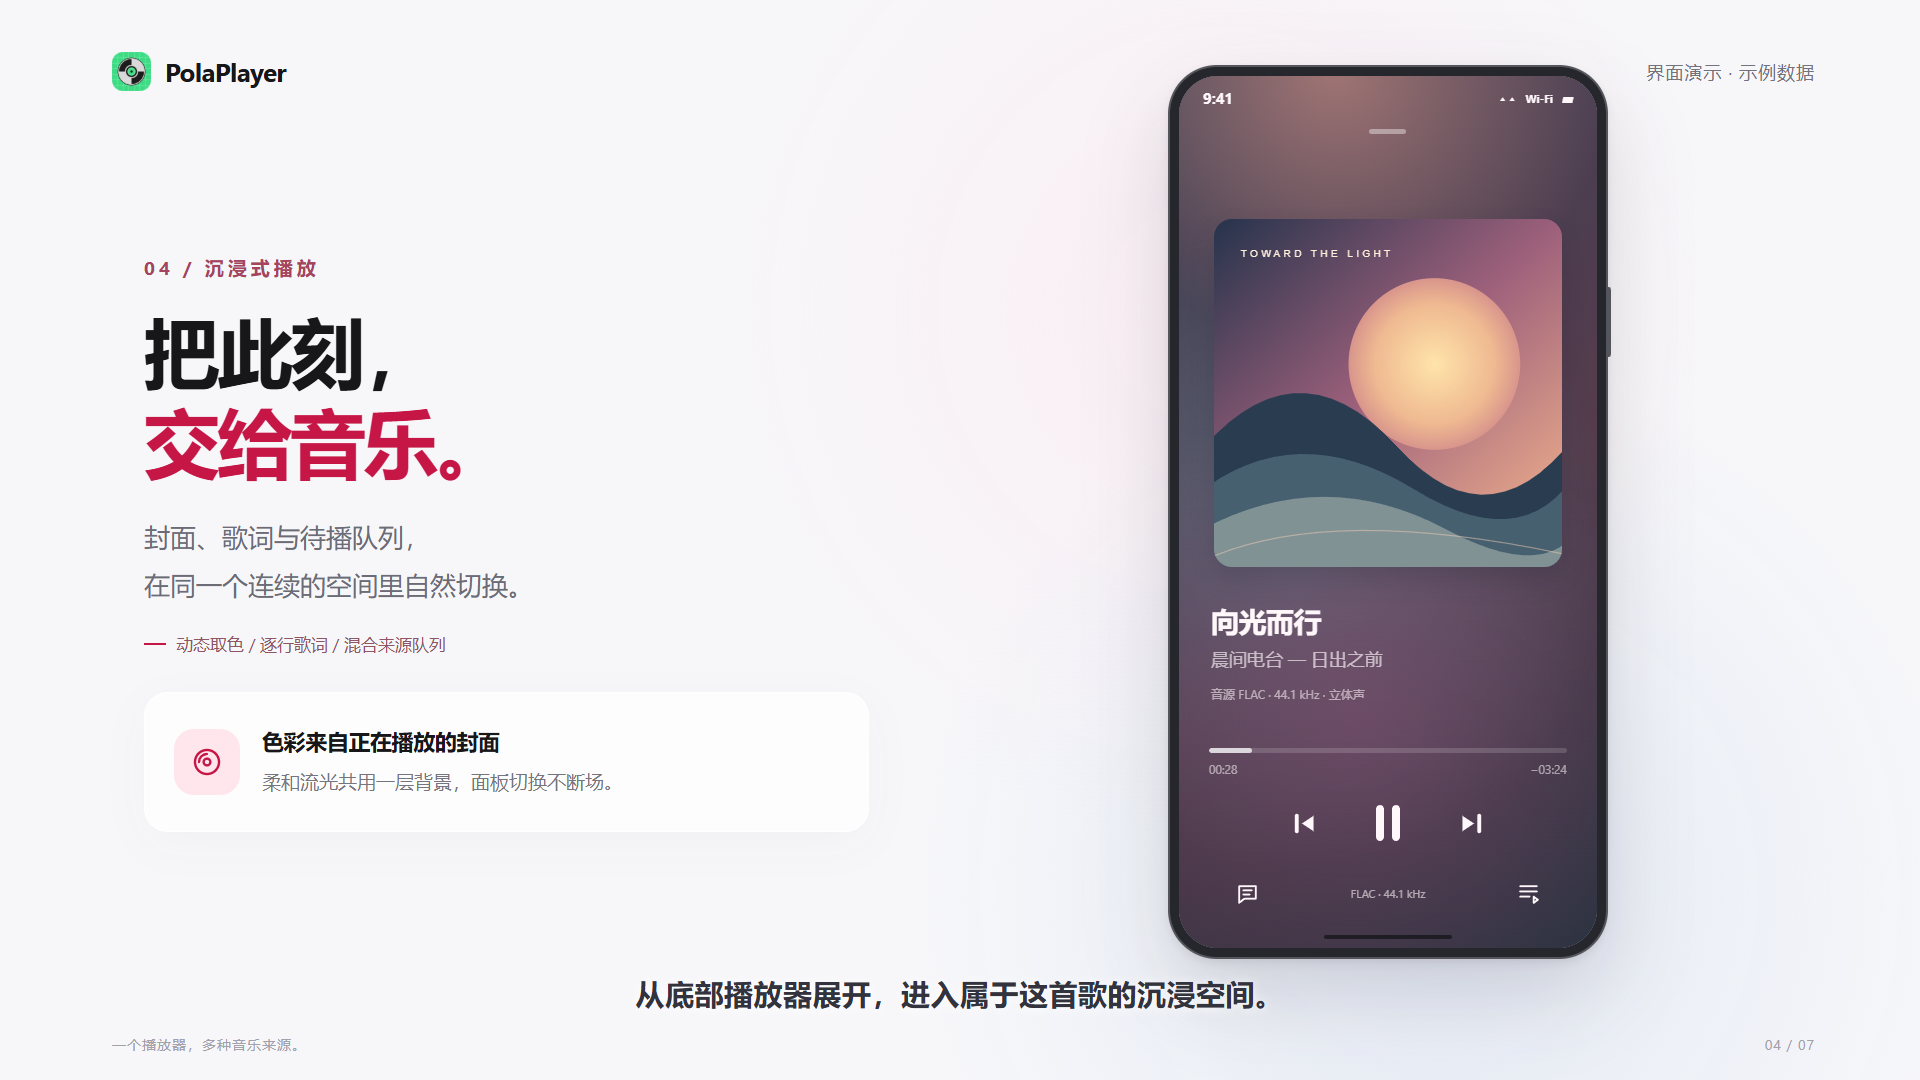 PolaPlayer
界面演示 · 示例数据
04 / 沉浸式播放
把此刻，
交给音乐。
封面、歌词与待播队列，
在同一个连续的空间里自然切换。
动态取色 / 逐行歌词 / 混合来源队列
色彩来自正在播放的封面
柔和流光共用一层背景，面板切换不断场。
9:41
Wi-Fi
TOWARD THE LIGHT
向光而行
晨间电台 — 日出之前
音源 FLAC · 44.1 kHz · 立体声
00:28
−03:24
FLAC · 44.1 kHz
从底部播放器展开，进入属于这首歌的沉浸空间。
一个播放器，多种音乐来源。
04 / 07